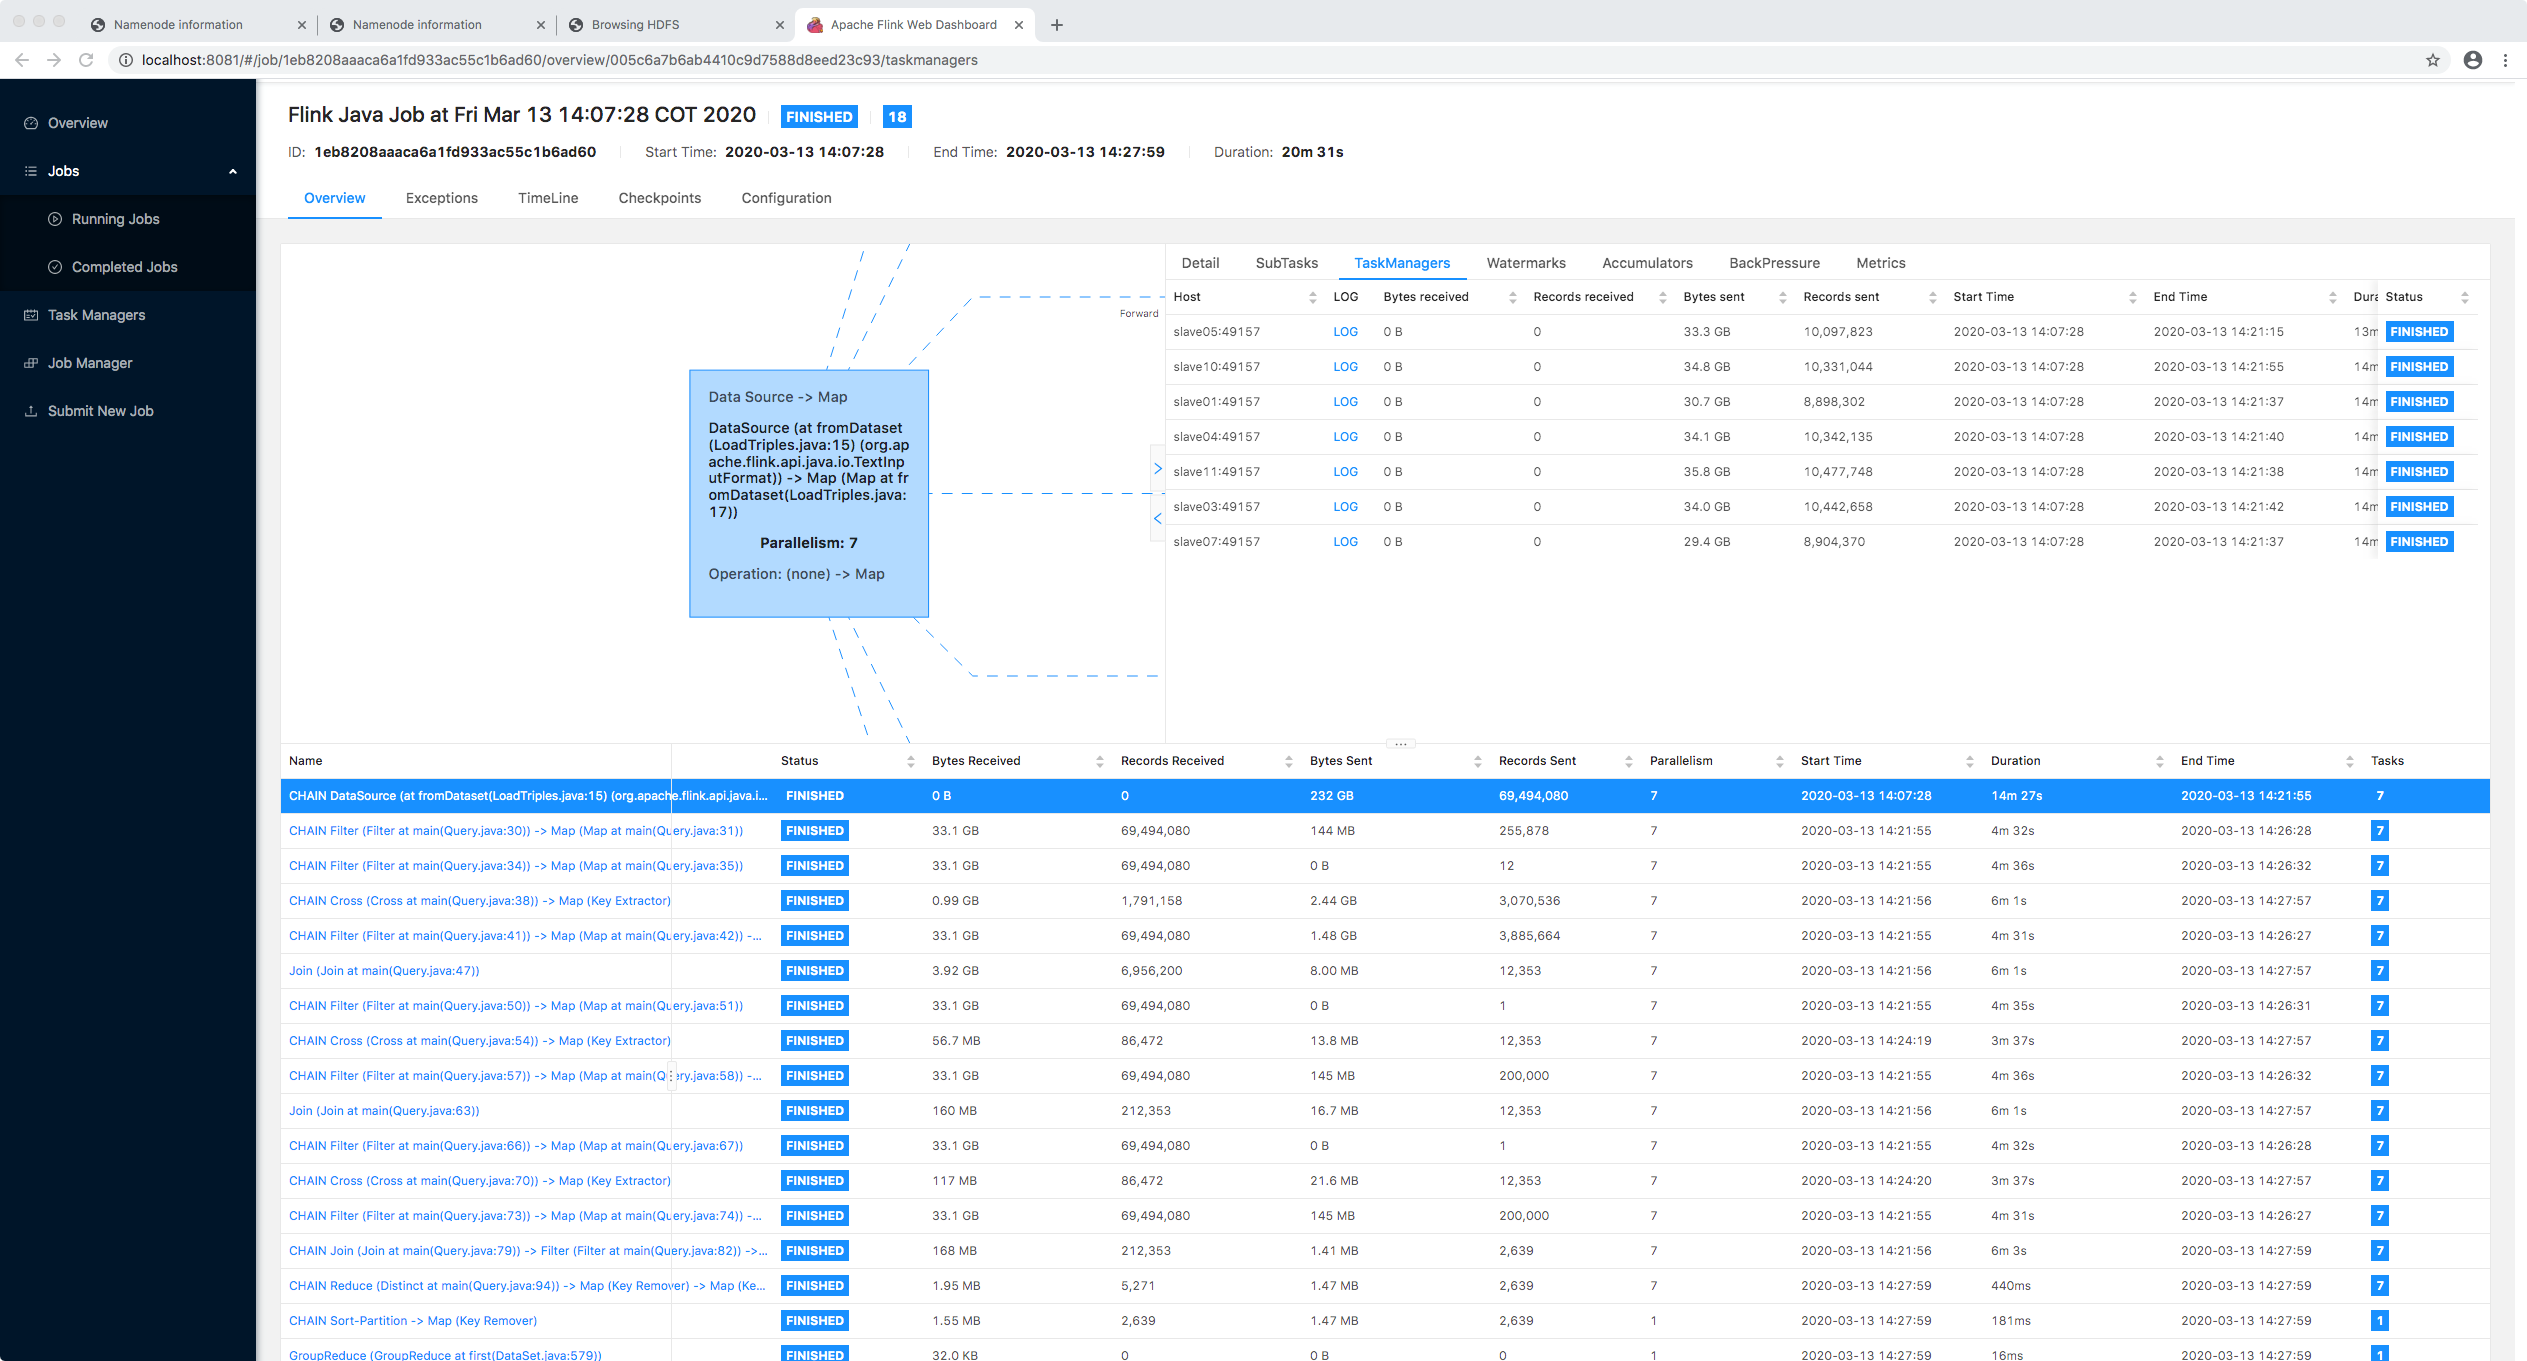 Namenode information
Namenode information
Browsing HDFS
Apache Flink Web Dashboard
localhost:8081/#/job/1eb8208aaaca6a1fd933ac55c1b6ad60/overview/005c6a7b6ab4410c9d7588d8eed23c93/taskmanagers
Overview
Jobs
Running Jobs
Completed Jobs
Task Managers
Job Manager
Submit New Job
Flink Java Job at Fri Mar 13 14:07:28 COT 2020 FINISHED 18
ID: 1eb8208aaaca6a1fd933ac55c1b6ad60 Start Time: 2020-03-13 14:07:28 End Time: 2020-03-13 14:27:59 Duration: 20m 31s
Overview Exceptions TimeLine Checkpoints Configuration
Forward
Data Source -> Map
DataSource (at fromDataset
(LoadTriples.java:15) (org.ap
ache.flink.api.java.io.TextInp
utFormat)) -> Map (Map at fr
omDataset(LoadTriples.java:
17))
Parallelism: 7
Operation: (none) -> Map
Detail SubTasks TaskManagers Watermarks Accumulators BackPressure Metrics
Host LOG Bytes received Records received Bytes sent Records sent Start Time End Time Dura Status
slave05:49157 LOG 0 B 0 33.3 GB 10,097,823 2020-03-13 14:07:28 2020-03-13 14:21:15 13m FINISHED
slave10:49157 LOG 0 B 0 34.8 GB 10,331,044 2020-03-13 14:07:28 2020-03-13 14:21:55 14m FINISHED
slave01:49157 LOG 0 B 0 30.7 GB 8,898,302 2020-03-13 14:07:28 2020-03-13 14:21:37 14m FINISHED
slave04:49157 LOG 0 B 0 34.1 GB 10,342,135 2020-03-13 14:07:28 2020-03-13 14:21:40 14m FINISHED
slave11:49157 LOG 0 B 0 35.8 GB 10,477,748 2020-03-13 14:07:28 2020-03-13 14:21:38 14m FINISHED
slave03:49157 LOG 0 B 0 34.0 GB 10,442,658 2020-03-13 14:07:28 2020-03-13 14:21:42 14m FINISHED
slave07:49157 LOG 0 B 0 29.4 GB 8,904,370 2020-03-13 14:07:28 2020-03-13 14:21:37 14m FINISHED
Name Status Bytes Received Records Received Bytes Sent Records Sent Parallelism Start Time Duration End Time Tasks
CHAIN DataSource (at fromDataset(LoadTriples.java:15) (org.apache.flink.api.java.i... FINISHED 0 B 0 232 GB 69,494,080 7 2020-03-13 14:07:28 14m 27s 2020-03-13 14:21:55 7
CHAIN Filter (Filter at main(Query.java:30)) -> Map (Map at main(Query.java:31)) FINISHED 33.1 GB 69,494,080 144 MB 255,878 7 2020-03-13 14:21:55 4m 32s 2020-03-13 14:26:28 7
CHAIN Filter (Filter at main(Query.java:34)) -> Map (Map at main(Query.java:35)) FINISHED 33.1 GB 69,494,080 0 B 12 7 2020-03-13 14:21:55 4m 36s 2020-03-13 14:26:32 7
CHAIN Cross (Cross at main(Query.java:38)) -> Map (Key Extractor) FINISHED 0.99 GB 1,791,158 2.44 GB 3,070,536 7 2020-03-13 14:21:56 6m 1s 2020-03-13 14:27:57 7
CHAIN Filter (Filter at main(Query.java:41)) -> Map (Map at main(Query.java:42)) -... FINISHED 33.1 GB 69,494,080 1.48 GB 3,885,664 7 2020-03-13 14:21:55 4m 31s 2020-03-13 14:26:27 7
Join (Join at main(Query.java:47)) FINISHED 3.92 GB 6,956,200 8.00 MB 12,353 7 2020-03-13 14:21:56 6m 1s 2020-03-13 14:27:57 7
CHAIN Filter (Filter at main(Query.java:50)) -> Map (Map at main(Query.java:51)) FINISHED 33.1 GB 69,494,080 0 B 1 7 2020-03-13 14:21:55 4m 35s 2020-03-13 14:26:31 7
CHAIN Cross (Cross at main(Query.java:54)) -> Map (Key Extractor) FINISHED 56.7 MB 86,472 13.8 MB 12,353 7 2020-03-13 14:24:19 3m 37s 2020-03-13 14:27:57 7
CHAIN Filter (Filter at main(Query.java:57)) -> Map (Map at main(Query.java:58)) -... FINISHED 33.1 GB 69,494,080 145 MB 200,000 7 2020-03-13 14:21:55 4m 36s 2020-03-13 14:26:32 7
Join (Join at main(Query.java:63)) FINISHED 160 MB 212,353 16.7 MB 12,353 7 2020-03-13 14:21:56 6m 1s 2020-03-13 14:27:57 7
CHAIN Filter (Filter at main(Query.java:66)) -> Map (Map at main(Query.java:67)) FINISHED 33.1 GB 69,494,080 0 B 1 7 2020-03-13 14:21:55 4m 32s 2020-03-13 14:26:28 7
CHAIN Cross (Cross at main(Query.java:70)) -> Map (Key Extractor) FINISHED 117 MB 86,472 21.6 MB 12,353 7 2020-03-13 14:24:20 3m 37s 2020-03-13 14:27:57 7
CHAIN Filter (Filter at main(Query.java:73)) -> Map (Map at main(Query.java:74)) -... FINISHED 33.1 GB 69,494,080 145 MB 200,000 7 2020-03-13 14:21:55 4m 31s 2020-03-13 14:26:27 7
CHAIN Join (Join at main(Query.java:79)) -> Filter (Filter at main(Query.java:82)) ->... FINISHED 168 MB 212,353 1.41 MB 2,639 7 2020-03-13 14:21:56 6m 3s 2020-03-13 14:27:59 7
CHAIN Reduce (Distinct at main(Query.java:94)) -> Map (Key Remover) -> Map (Ke... FINISHED 1.95 MB 5,271 1.47 MB 2,639 7 2020-03-13 14:27:59 440ms 2020-03-13 14:27:59 7
CHAIN Sort-Partition -> Map (Key Remover) FINISHED 1.55 MB 2,639 1.47 MB 2,639 1 2020-03-13 14:27:59 181ms 2020-03-13 14:27:59 1
GroupReduce (GroupReduce at first(DataSet.java:579)) FINISHED 32.0 KB 0 0 B 0 1 2020-03-13 14:27:59 16ms 2020-03-13 14:27:59 1